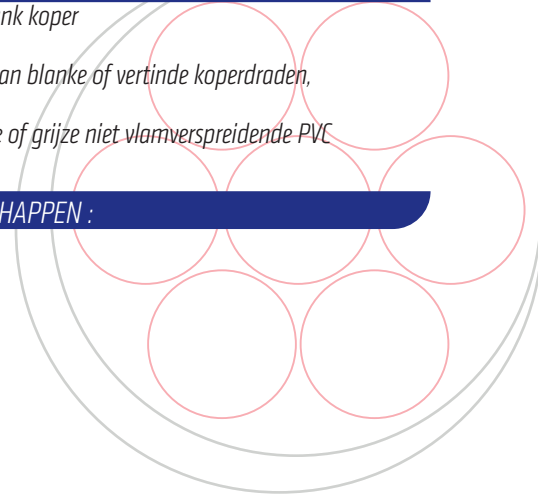 nk koper
an blanke of vertinde koperdraden,
e of grijze niet vlamverspreidende PVC
HAPPEN :